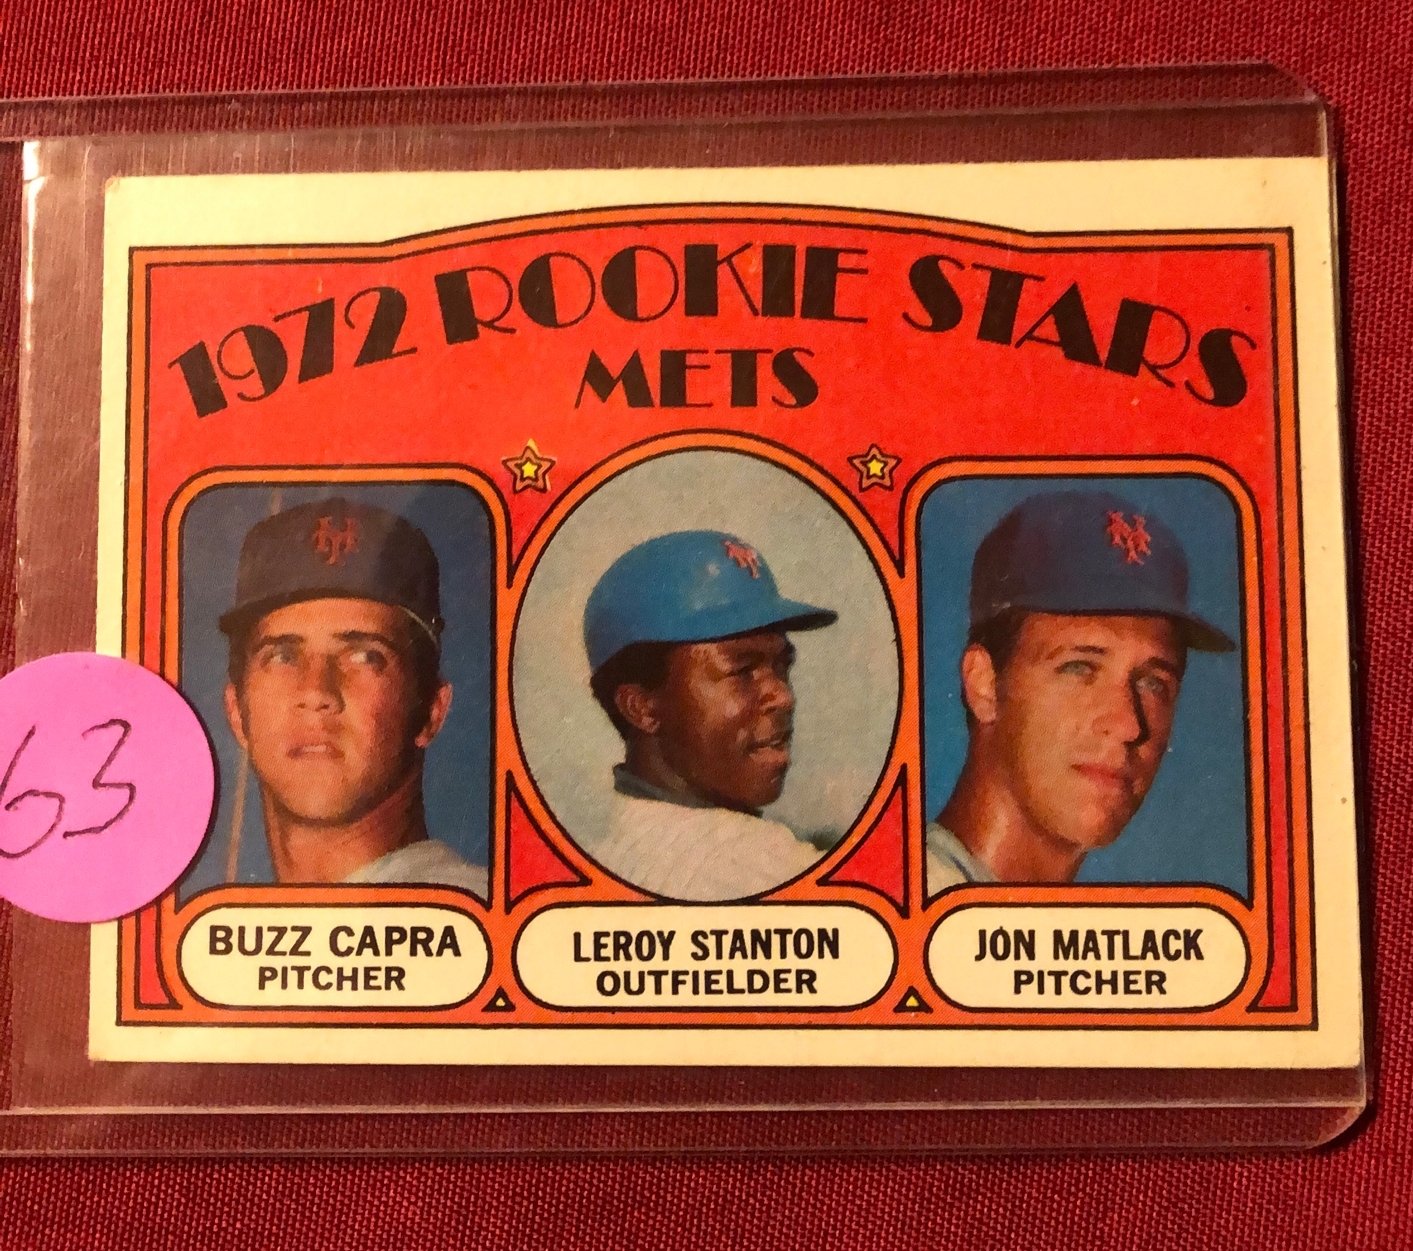 1972 ROOKIE STARS
METS
63
BUZZ CAPRA
PITCHER
LEROY STANTON
OUTFIELDER
JON MATLACK
PITCHER